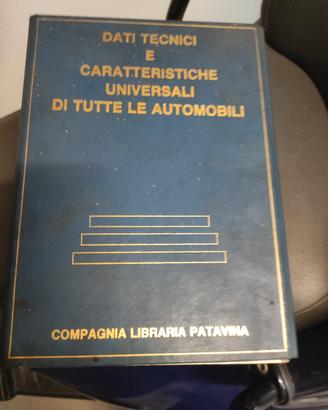 DATI TECNICI
E
CARATTERISTICHE
UNIVERSALI
DI TUTTE LE AUTOMOBILI
COMPAGNIA LIBRARIA PATAVINA